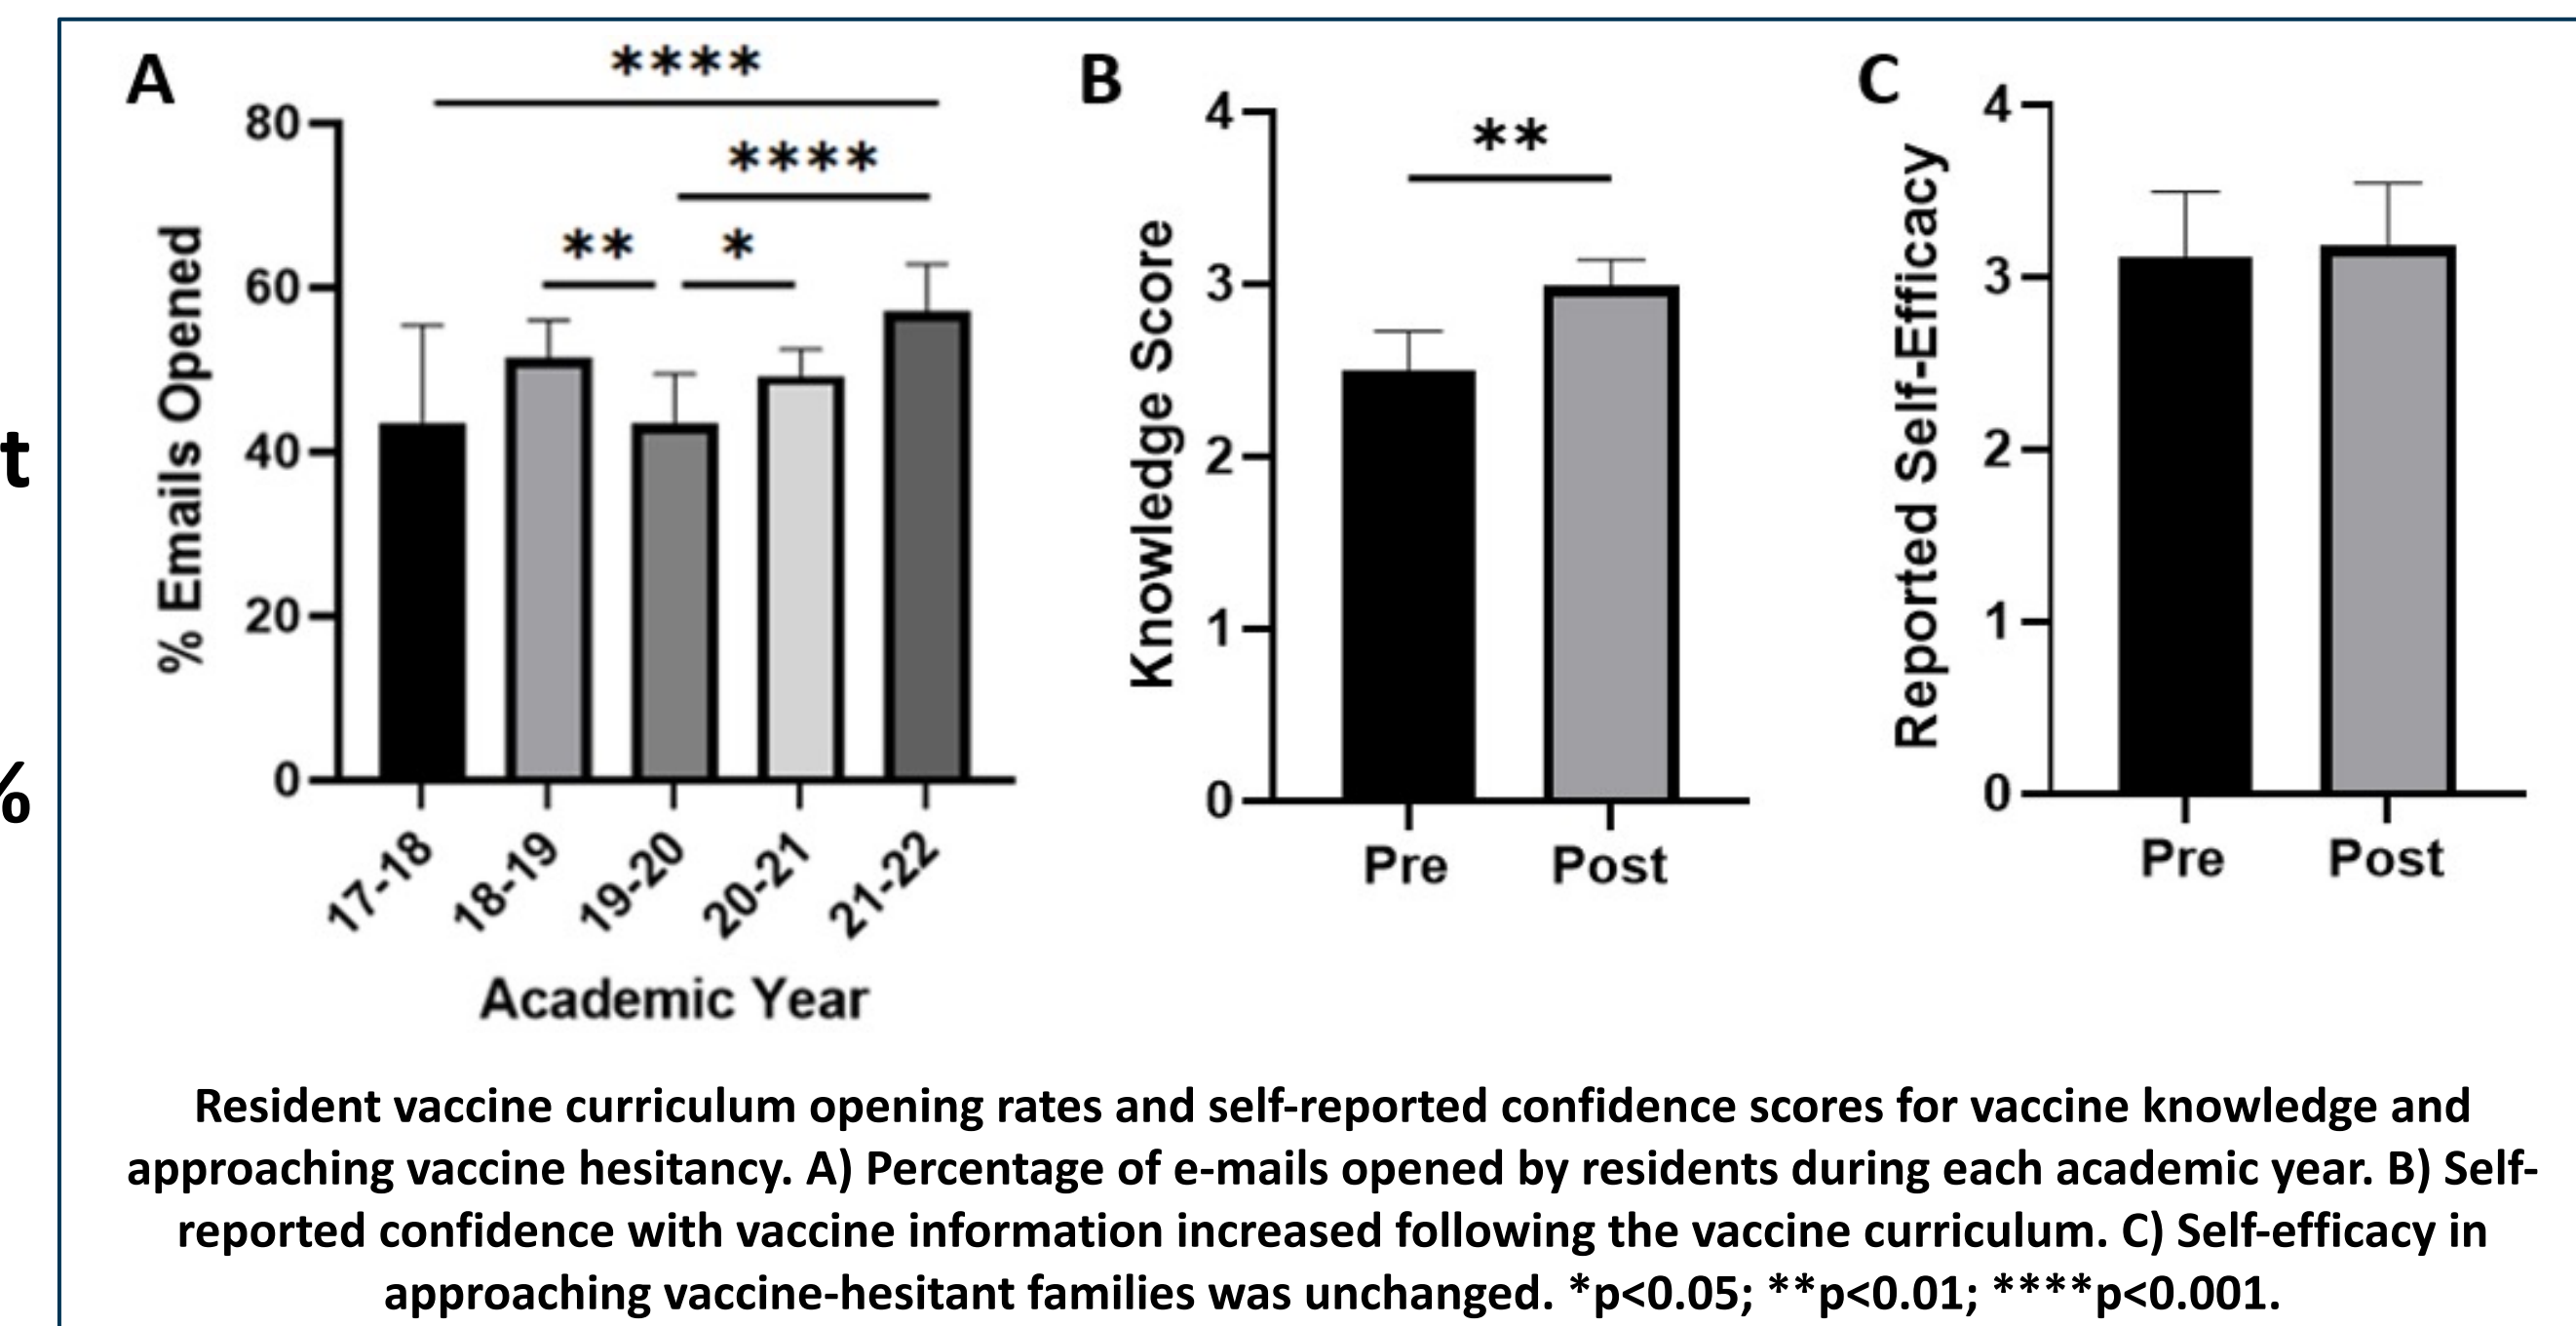 t
%
A
****
****
**
*
80
60
40
20
0
% Emails Opened
17-18
18-19
19-20
20-21
21-22
Academic Year
B
**
4
3
2
1
0
Knowledge Score
Pre
Post
C
4
3
2
1
0
Reported Self-Efficacy
Pre
Post
Resident vaccine curriculum opening rates and self-reported confidence scores for vaccine knowledge and
approaching vaccine hesitancy. A) Percentage of e-mails opened by residents during each academic year. B) Self-
reported confidence with vaccine information increased following the vaccine curriculum. C) Self-efficacy in
approaching vaccine-hesitant families was unchanged. *p<0.05; **p<0.01; ****p<0.001.